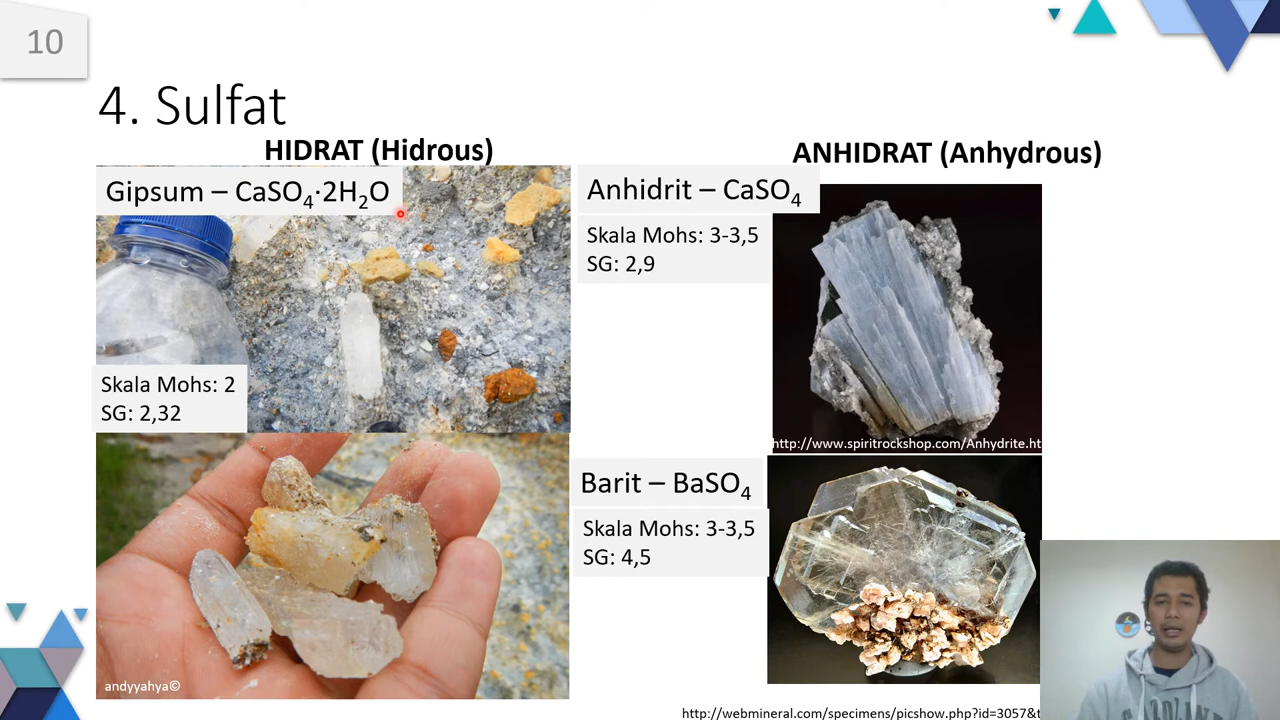 10
4. Sulfat
HIDRAT (Hidrous)
Gipsum – CaSO₄·2H₂O
Skala Mohs: 2
SG: 2,32
andyyahya©
ANHIDRAT (Anhydrous)
Anhidrit – CaSO₄
Skala Mohs: 3-3,5
SG: 2,9
http://www.spiritrockshop.com/Anhydrite.ht
Barit – BaSO₄
Skala Mohs: 3-3,5
SG: 4,5
http://webmineral.com/specimens/picshow.php?id=3057&t